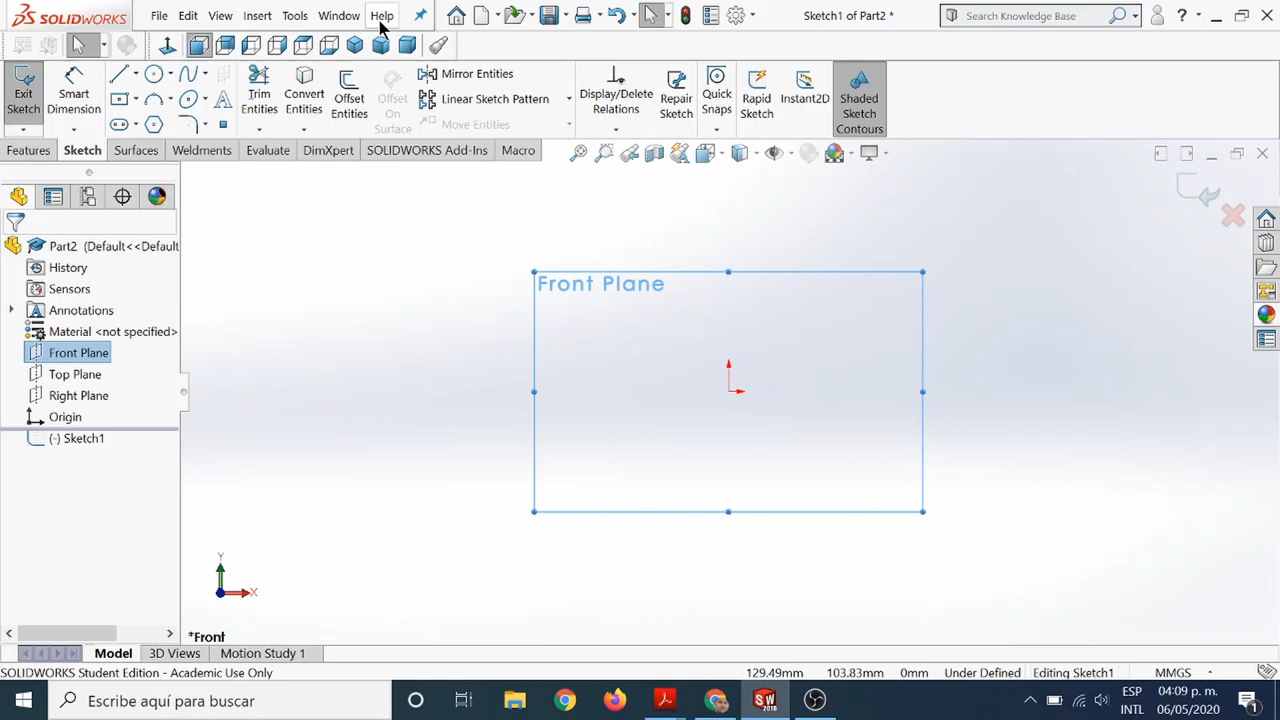 SOLIDWORKS File Edit View Insert Tools Window Help Sketch1 of Part2 * Search Knowledge Base ?
Exit Sketch
Smart Dimension
Trim Entities
Convert Entities
Offset Entities
Offset On Surface
Mirror Entities
Linear Sketch Pattern
Move Entities
Display/Delete Relations
Repair Sketch
Quick Snaps
Rapid Sketch
Instant2D
Shaded Sketch Contours
Features Sketch Surfaces Weldments Evaluate DimXpert SOLIDWORKS Add-Ins Macro
Part2 (Default<<Default
History
Sensors
Annotations
Material <not specified>
Front Plane
Top Plane
Right Plane
Origin
(-) Sketch1
Front Plane
Y
X
*Front
Model 3D Views Motion Study 1
SOLIDWORKS Student Edition - Academic Use Only 129.49mm 103.83mm 0mm Under Defined Editing Sketch1 MMGS
Escribe aquí para buscar
SW
2018
ESP
INTL
04:09 p. m.
06/05/2020
1